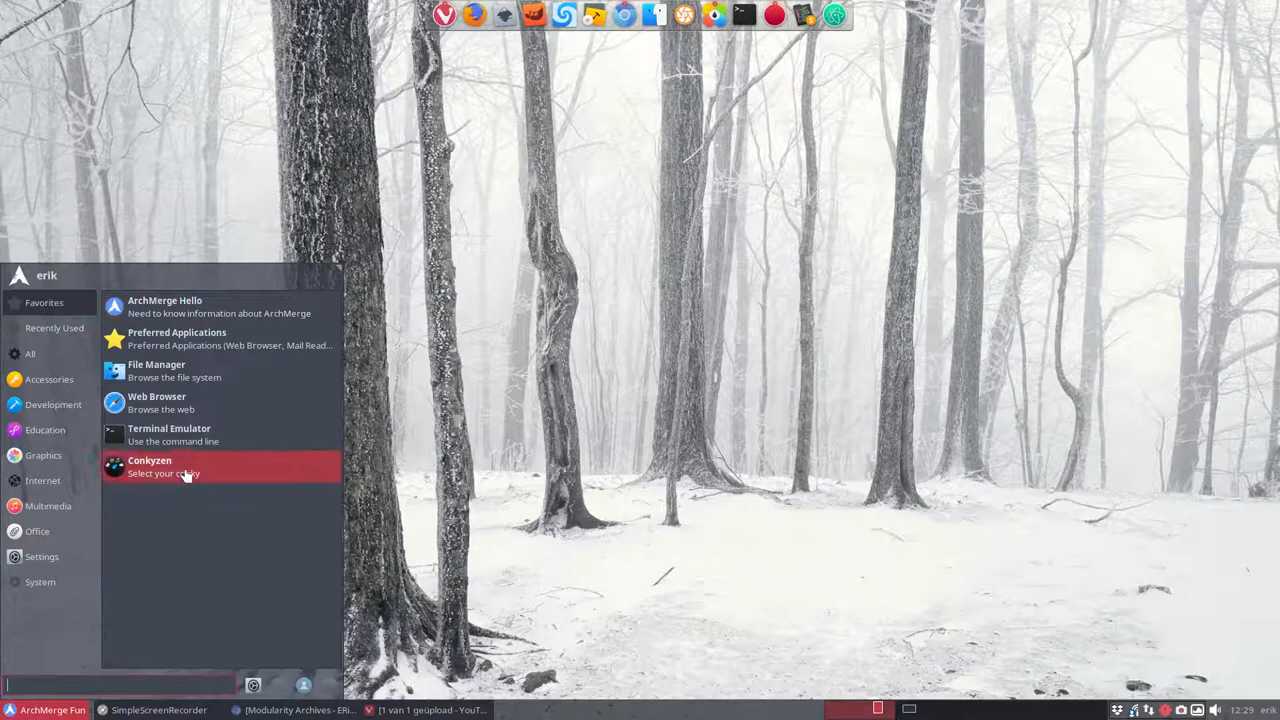 erik
Favorites
Recently Used
All
Accessories
Development
Education
Graphics
Internet
Multimedia
Office
Settings
System
ArchMerge Hello
Need to know information about ArchMerge
Preferred Applications
Preferred Applications (Web Browser, Mail Read...
File Manager
Browse the file system
Web Browser
Browse the web
Terminal Emulator
Use the command line
Conkyzen
Select your conky
ArchMerge Fun
SimpleScreenRecorder
[Modularity Archives - ERi...
[1 van 1 geüpload - YouT...
12:29
erik